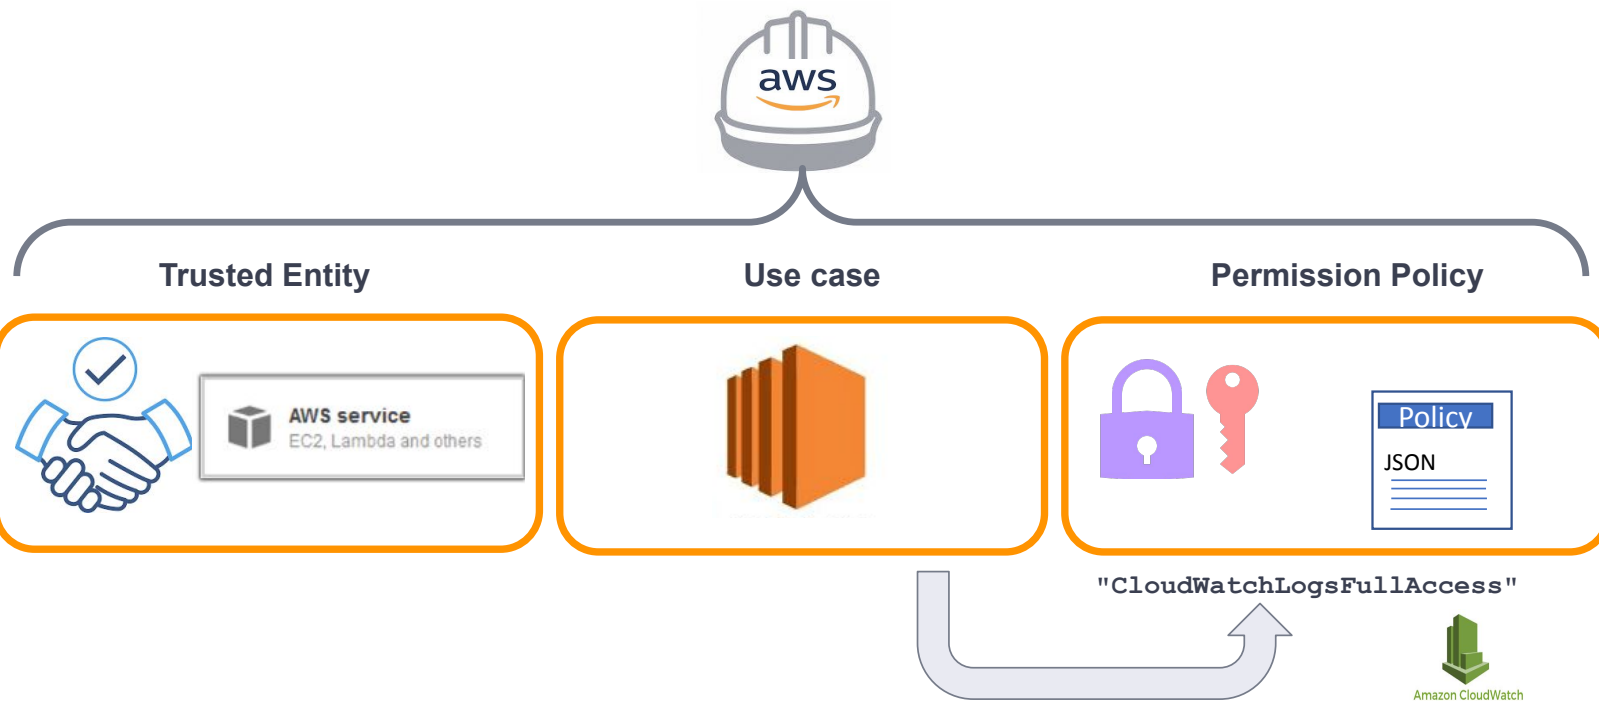 aws
Trusted Entity
Use case
Permission Policy
AWS service
EC2, Lambda and others
Policy
JSON
"CloudWatchLogsFullAccess"
Amazon CloudWatch